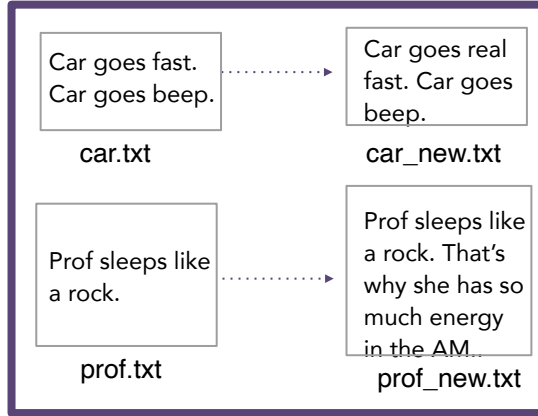 Car goes fast.
Car goes beep.
car.txt
Car goes real
fast. Car goes
beep.
car_new.txt
Prof sleeps like
a rock.
prof.txt
Prof sleeps like
a rock. That’s
why she has so
much energy
in the AM..
prof_new.txt